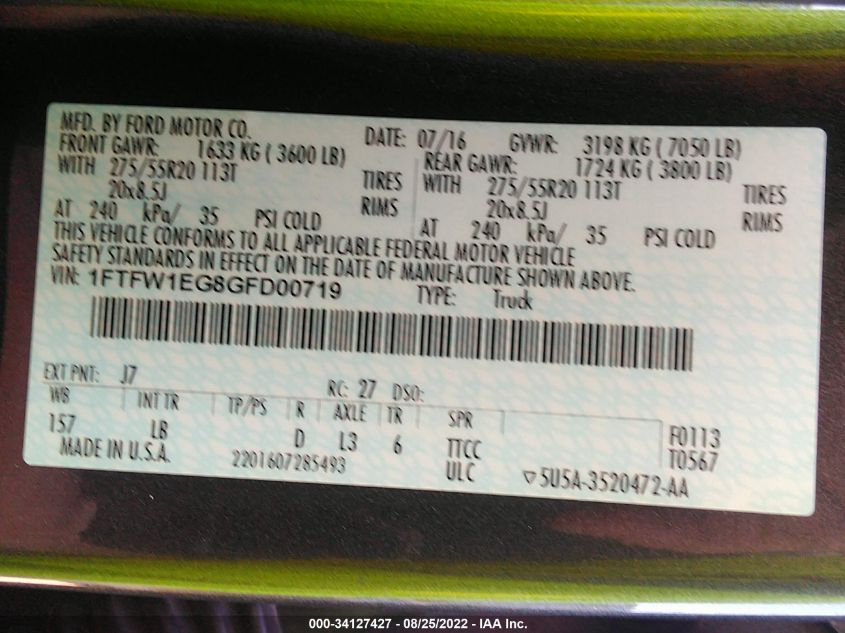 MFD. BY FORD MOTOR CO.
DATE: 07/16 GVWR: 3198 KG ( 7050 LB)
FRONT GAWR: 1633 KG ( 3600 LB) REAR GAWR: 1724 KG ( 3800 LB)
WITH 275/55R20 113T TIRES WITH 275/55R20 113T TIRES
20x8.5J RIMS 20x8.5J RIMS
AT 240 kPa/ 35 PSI COLD AT 240 kPa/ 35 PSI COLD
THIS VEHICLE CONFORMS TO ALL APPLICABLE FEDERAL MOTOR VEHICLE
SAFETY STANDARDS IN EFFECT ON THE DATE OF MANUFACTURE SHOWN ABOVE.
VIN: 1FTFW1EG8GFD00719 TYPE: Truck
EXT PNT: J7 RC: 27 DSO:
WB INT TR TP/PS R AXLE TR SPR
157 LB D L3 6 TTCC F0113
ULC T0567
MADE IN U.S.A. 2201607285493 ▽5U5A-3520472-AA
000-34127427 - 08/25/2022 - IAA Inc.